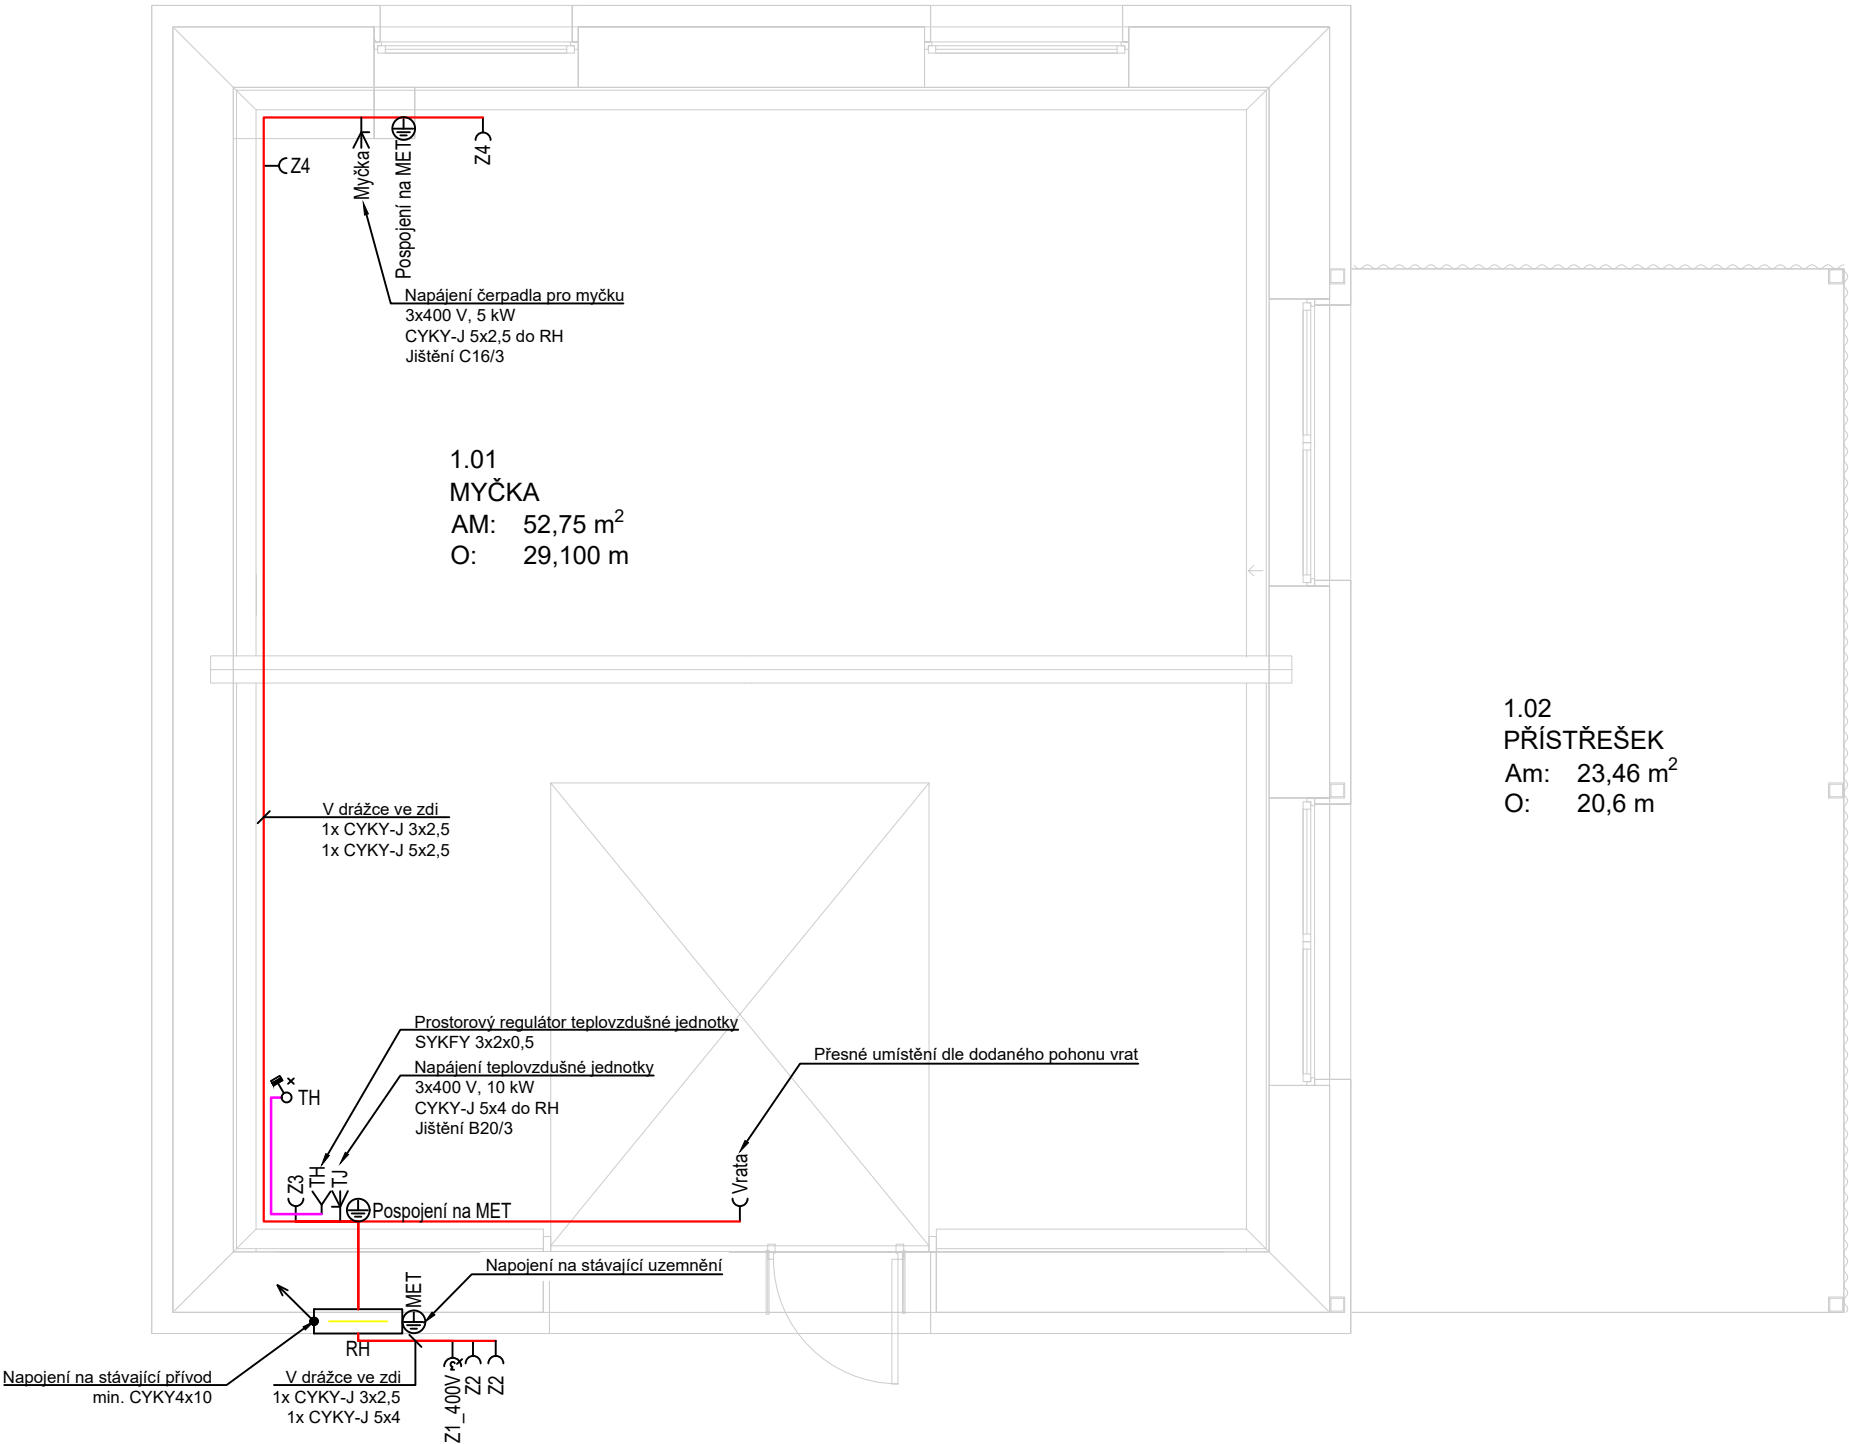 Z4
Myčka
Pospojení na MET
Z4
Napájení čerpadla pro myčku
3x400 V, 5 kW
CYKY-J 5x2,5 do RH
Jištění C16/3
1.01
MYČKA
AM: 52,75 m²
O: 29,100 m
1.02
PŘÍSTŘEŠEK
Am: 23,46 m²
O: 20,6 m
V drážce ve zdi
1x CYKY-J 3x2,5
1x CYKY-J 5x2,5
Prostorový regulátor teplovzdušné jednotky
SYKFY 3x2x0,5
Napájení teplovzdušné jednotky
3x400 V, 10 kW
CYKY-J 5x4 do RH
Jištění B20/3
Přesné umístění dle dodaného pohonu vrat
TH
Z3
TH
TJ
Pospojení na MET
Vrata
Napojení na stávající uzemnění
MET
RH
Napojení na stávající přívod
min. CYKY4x10
V drážce ve zdi
1x CYKY-J 3x2,5
1x CYKY-J 5x4
Z1_400V
Z2
Z2